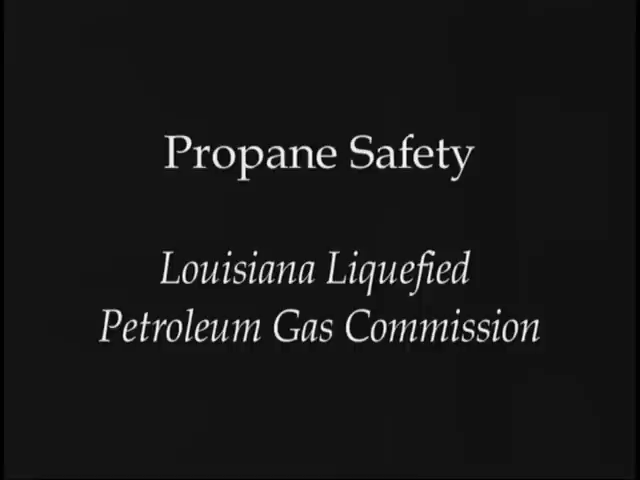 Propane Safety
Louisiana Liquefied
Petroleum Gas Commission